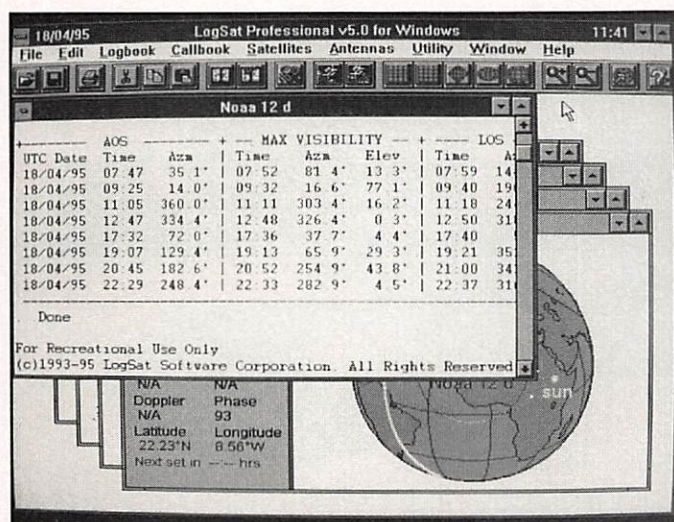 18/04/95 LogSat Professional v5.0 for Windows 11:41
File Edit Logbook Callbook Satellites Antennas Utility Window Help
Noaa 12 d
+-------- AOS -------- + -- MAX VISIBILITY -- + ---- LOS
UTC Date Time Azm | Time Azm Elev | Time
18/04/95 07 47 35 1° | 07 52 81 4° 13 3° | 07 59
18/04/95 09:25 14.0° | 09 32 16 6° 77 1° | 09 40
18/04/95 11:05 360.0° | 11 11 303 4° 16 2° | 11 18
18/04/95 12:47 334 4° | 12 48 326.4° 0 3° | 12 50
18/04/95 17:32 72 0° | 17 36 37 7° 4 4° | 17 40
18/04/95 19:07 129 4° | 19 13 65 9° 29 3° | 19 21
18/04/95 20:45 182 6° | 20 52 254 9° 43 8° | 21 00
18/04/95 22:29 248 4° | 22 33 282 9° 4 5° | 22 37
Done
For Recreational Use Only
(c)1993-95 LogSat Software Corporation. All Rights Reserved
N/A N/A
Doppler Phase
N/A 93
Latitude Longitude
22.23°N 8.56°W
Next set in --:-- hrs
Noaa 12 d
sun